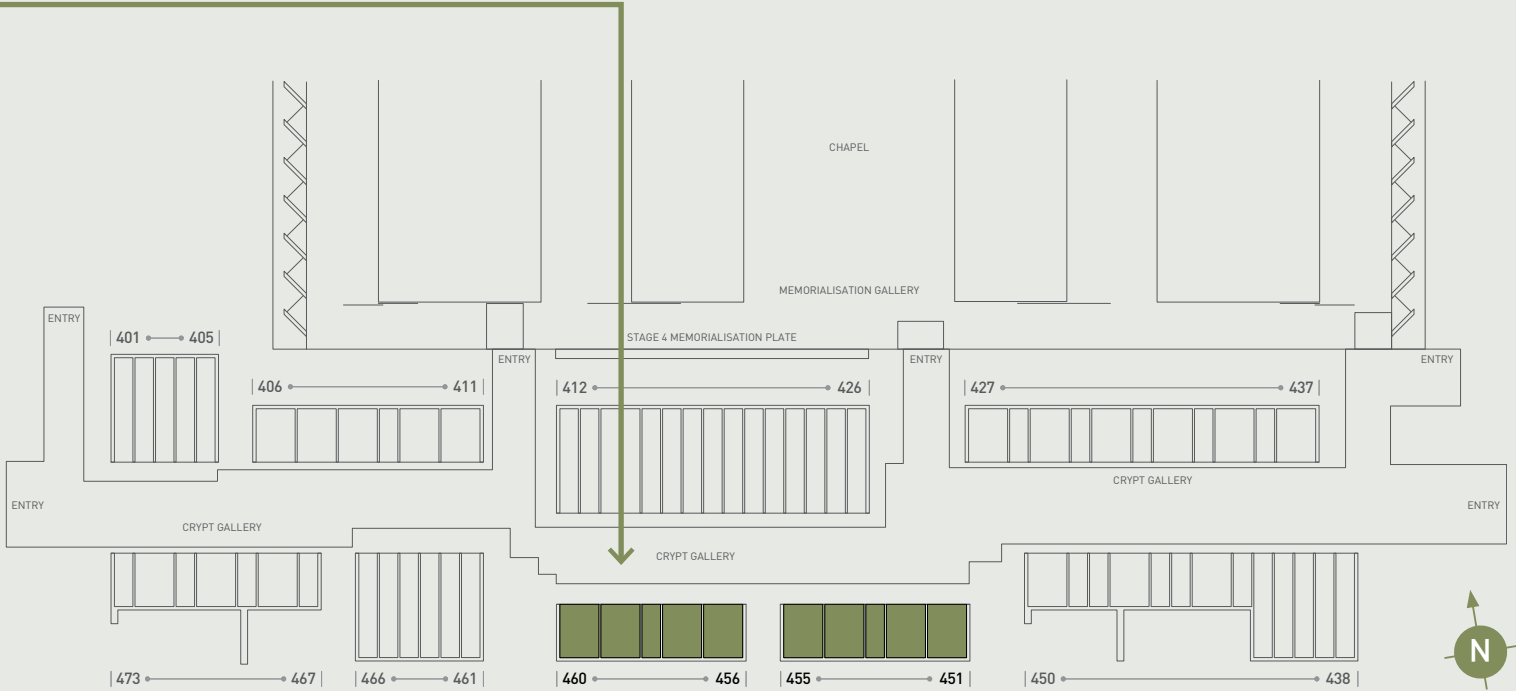 CHAPEL
MEMORIALISATION GALLERY
ENTRY
401 405
STAGE 4 MEMORIALISATION PLATE
ENTRY
ENTRY
ENTRY
406 411
412 426
427 437
CRYPT GALLERY
ENTRY
ENTRY
CRYPT GALLERY
CRYPT GALLERY
473 467
466 461
460 456
455 451
450 438
N